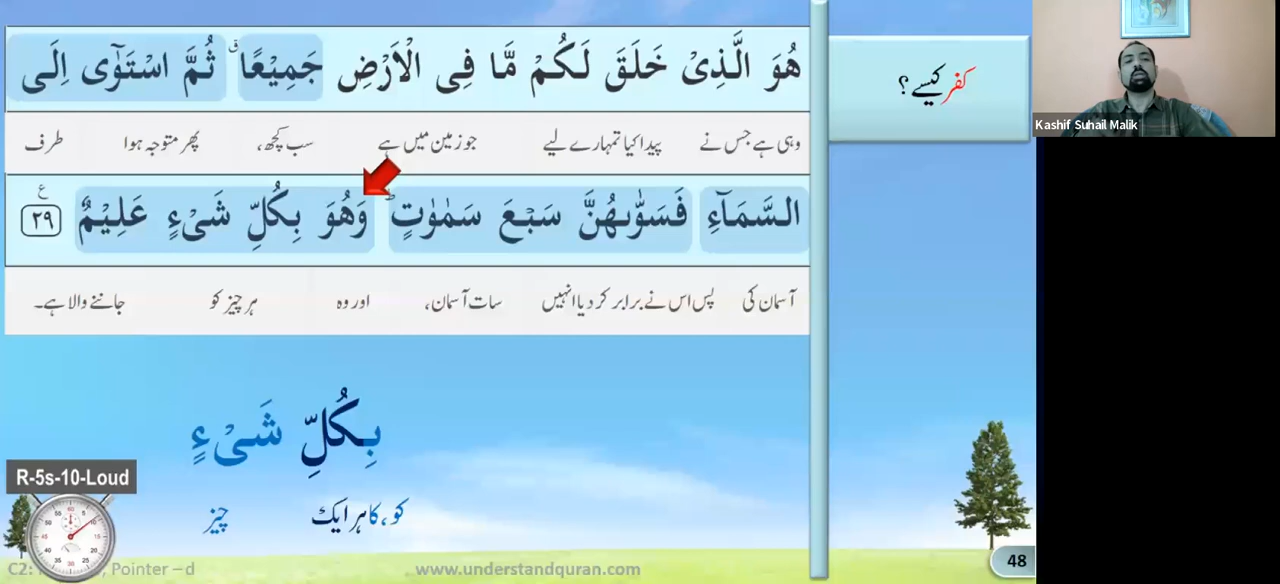 هُوَ الَّذِیْ خَلَقَ لَكُمْ مَّا فِی الْاَرْضِ جَمِیْعًا ۗ ثُمَّ اسْتَوٰۤی اِلَی
وہی ہے جس نے پیدا کیا تمہارے لیے جو زمین میں ہے سب کچھ، پھر متوجہ ہوا طرف
السَّمَآءِ فَسَوّٰىهُنَّ سَبْعَ سَمٰوٰتٍ ؕ وَهُوَ بِكُلِّ شَیْءٍ عَلِیْمٌ ع ٢٩
آسمان کی پس اس نے برابر کر دیا انہیں سات آسمان، اور وہ ہر چیز کو جاننے والا ہے۔
کفر کیسے؟
Kashif Suhail Malik
بِكُلِّ شَیْءٍ
کو، کا ہر ایک چیز
R-5s-10-Loud
C2: Pointer – d
www.understandquran.com
48